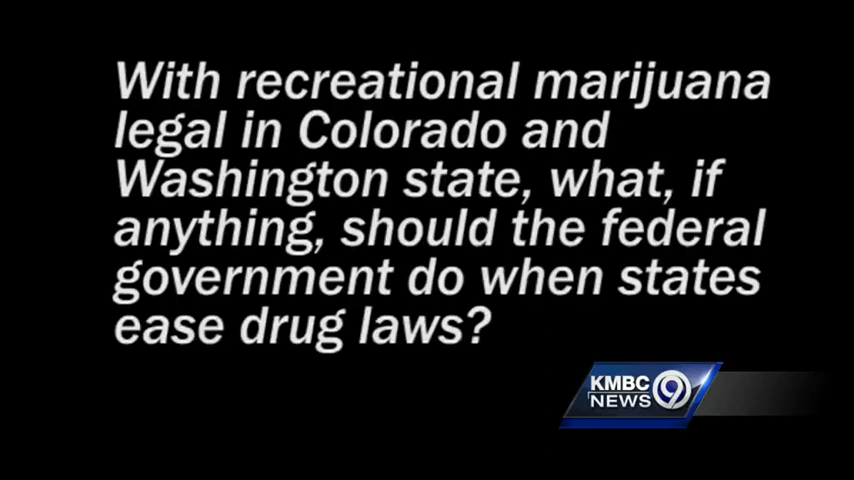 With recreational marijuana
legal in Colorado and
Washington state, what, if
anything, should the federal
government do when states
ease drug laws?
KMBC
NEWS 9